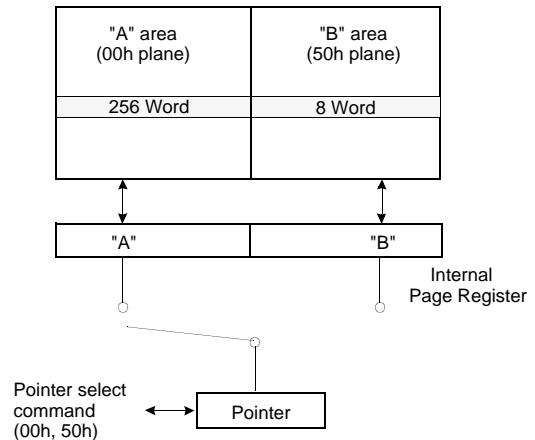 "A" area
(00h plane)
"B" area
(50h plane)
256 Word
8 Word
"A"
"B"
Internal
Page Register
Pointer select
command
(00h, 50h)
Pointer